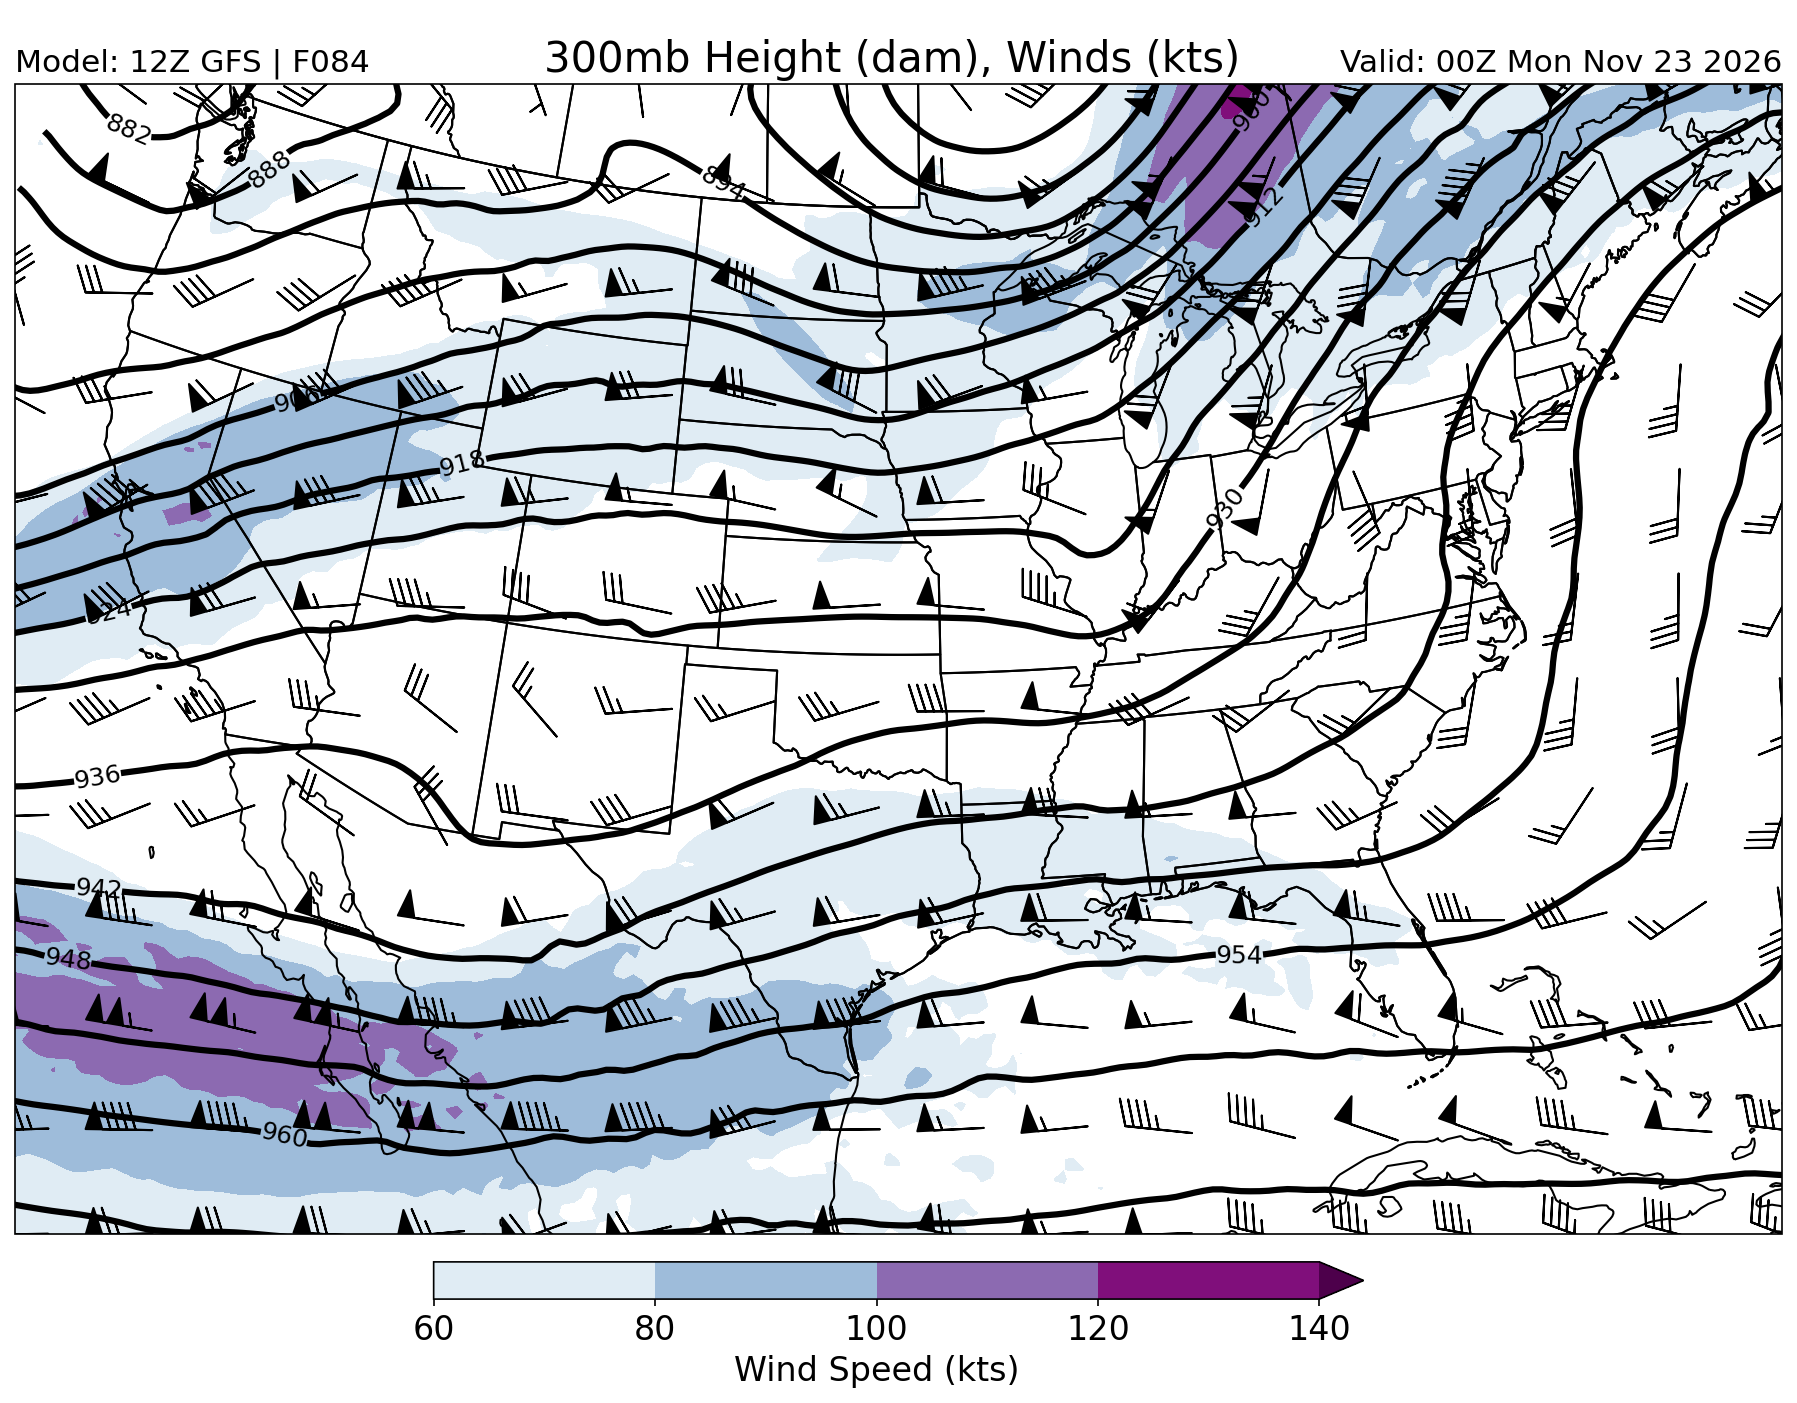 Model: 12Z GFS | F084
300mb Height (dam), Winds (kts)
Valid: 00Z Mon Nov 23 2026
882
888
894
900
912
906
918
930
924
936
942
948
954
960
60 80 100 120 140
Wind Speed (kts)